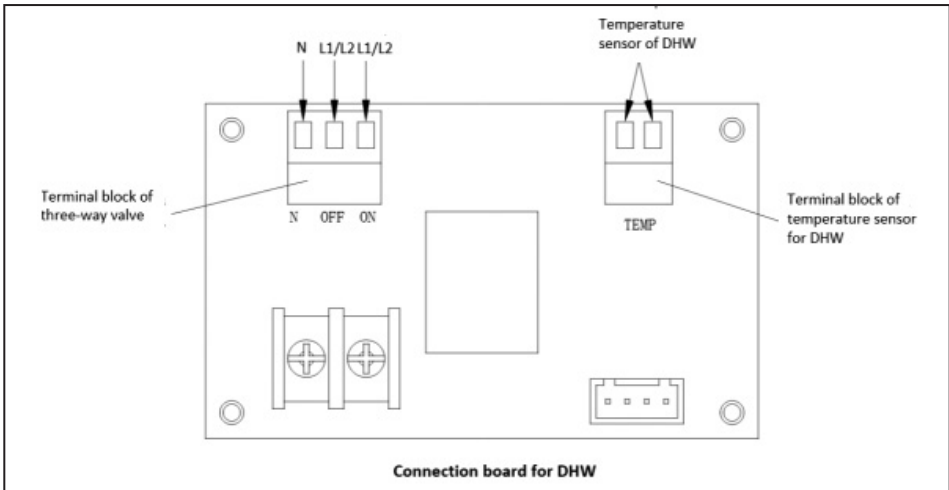 Temperature
sensor of DHW
N L1/L2 L1/L2
Terminal block of
three-way valve
N OFF ON
TEMP
Terminal block of
temperature sensor
for DHW
Connection board for DHW